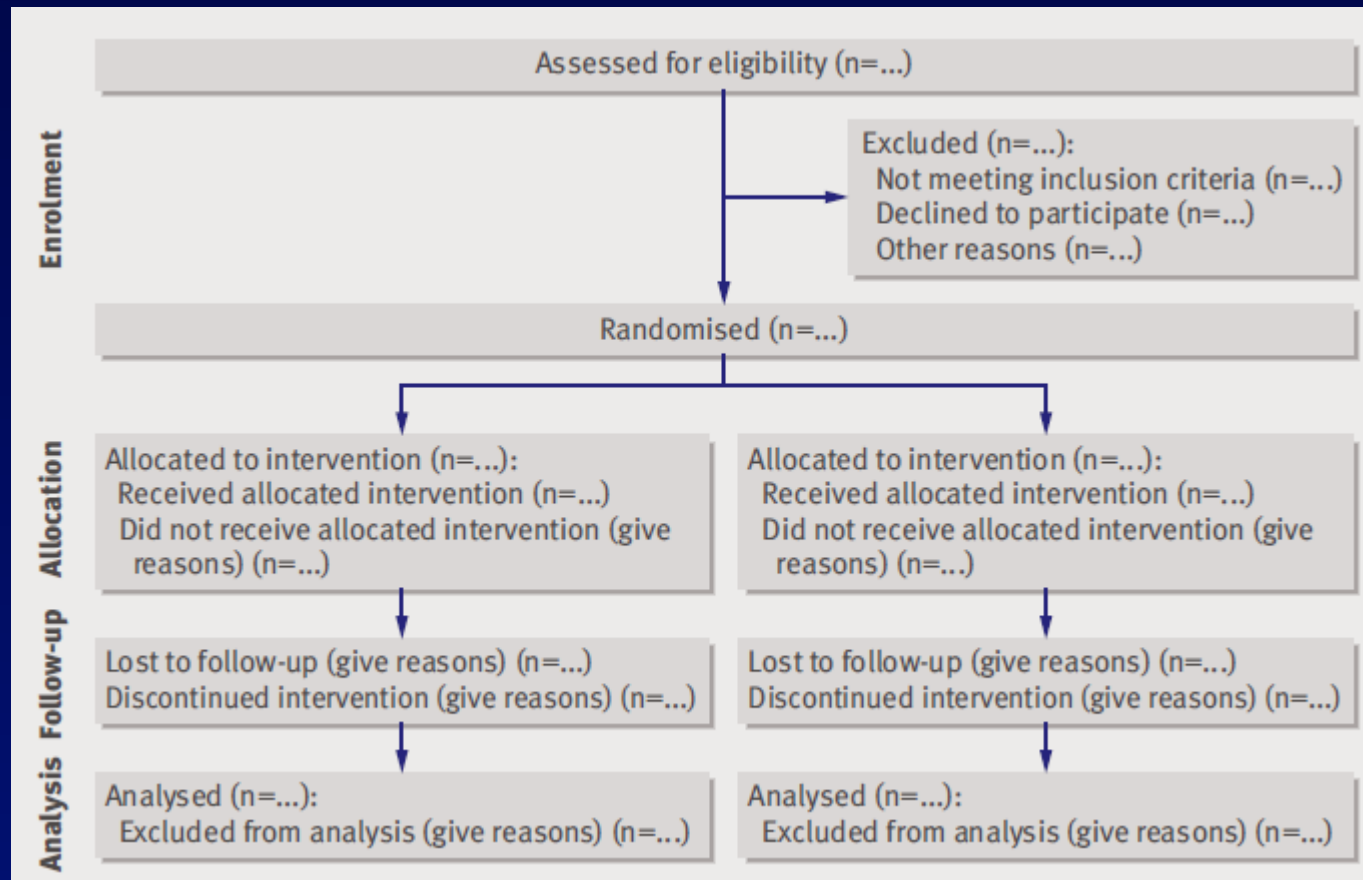 Enrolment
Assessed for eligibility (n=...)
Excluded (n=...):
Not meeting inclusion criteria (n=...)
Declined to participate (n=...)
Other reasons (n=...)
Randomised (n=...)
Allocation
Allocated to intervention (n=...):
Received allocated intervention (n=...)
Did not receive allocated intervention (give
reasons) (n=...)
Allocated to intervention (n=...):
Received allocated intervention (n=...)
Did not receive allocated intervention (give
reasons) (n=...)
Follow-up
Lost to follow-up (give reasons) (n=...)
Discontinued intervention (give reasons) (n=...)
Lost to follow-up (give reasons) (n=...)
Discontinued intervention (give reasons) (n=...)
Analysis
Analysed (n=...):
Excluded from analysis (give reasons) (n=...)
Analysed (n=...):
Excluded from analysis (give reasons) (n=...)